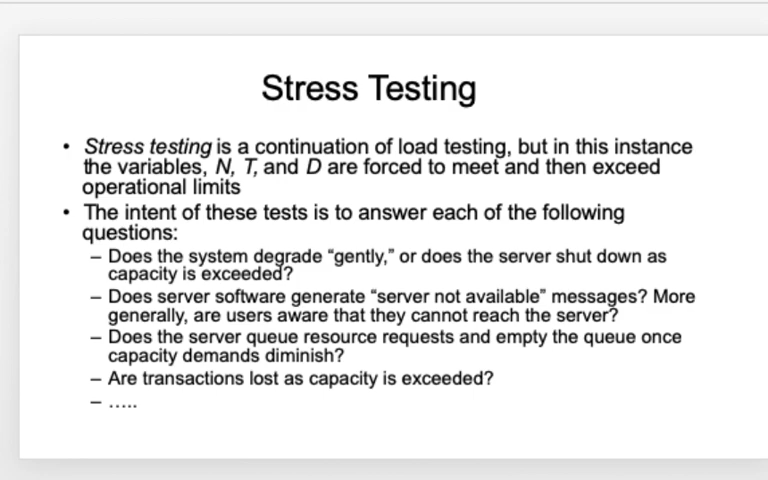 Stress Testing
• Stress testing is a continuation of load testing, but in this instance
the variables, N, T, and D are forced to meet and then exceed
operational limits
• The intent of these tests is to answer each of the following
questions:
– Does the system degrade “gently,” or does the server shut down as
capacity is exceeded?
– Does server software generate “server not available” messages? More
generally, are users aware that they cannot reach the server?
– Does the server queue resource requests and empty the queue once
capacity demands diminish?
– Are transactions lost as capacity is exceeded?
– …..